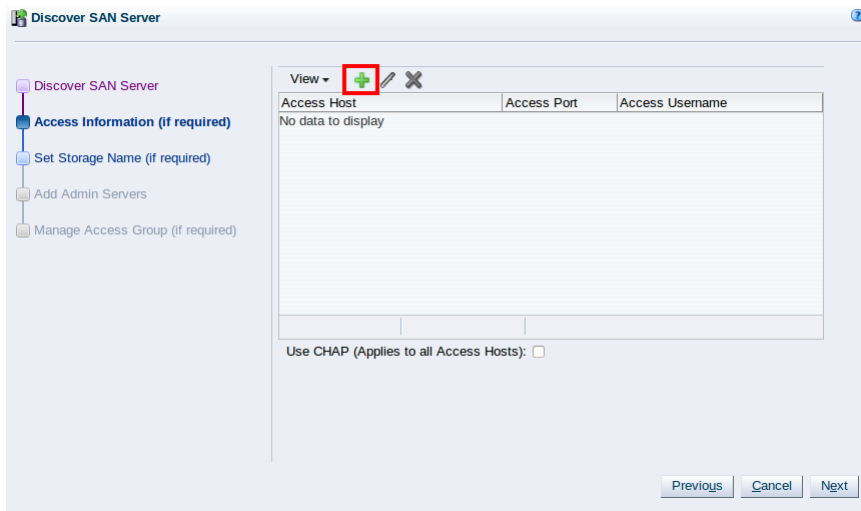 Discover SAN Server
Discover SAN Server
Access Information (if required)
Set Storage Name (if required)
Add Admin Servers
Manage Access Group (if required)
View
Access Host Access Port Access Username
No data to display
Use CHAP (Applies to all Access Hosts):
Previous Cancel Next